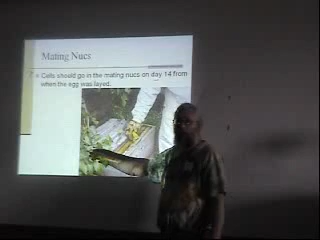 Mating Nucs
Cells should go in the mating nucs on day 14 from
when the egg was layed.